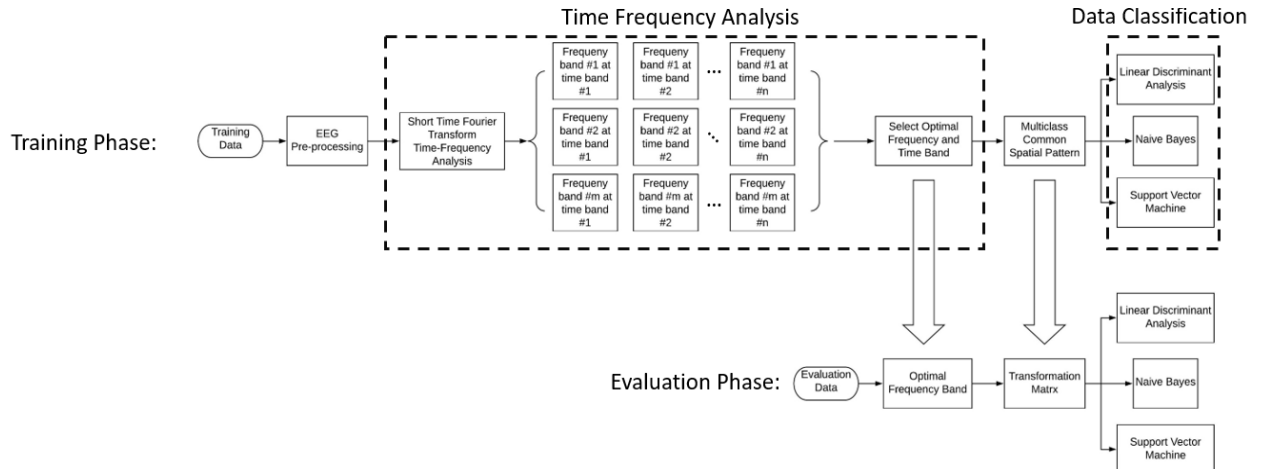 Time Frequency Analysis
Data Classification
Training Phase:
Training
Data
EEG
Pre-processing
Short Time Fourier
Transform
Time-Frequency
Analysis
Frequeny
band #1 at
time band
#1
Frequeny
band #1 at
time band
#2
...
Frequeny
band #1 at
time band
#n
Frequeny
band #2 at
time band
#1
Frequeny
band #2 at
time band
#2
Frequeny
band #2 at
time band
#n
Frequeny
band #m at
time band
#1
Frequeny
band #m at
time band
#2
...
Frequeny
band #m at
time band
#n
Select Optimal
Frequency and
Time Band
Multiclass
Common
Spatial Pattern
Linear Discriminant
Analysis
Naive Bayes
Support Vector
Machine
Evaluation Phase:
Evaluation
Data
Optimal
Frequency Band
Transformation
Matrx
Linear Discriminant
Analysis
Naive Bayes
Support Vector
Machine